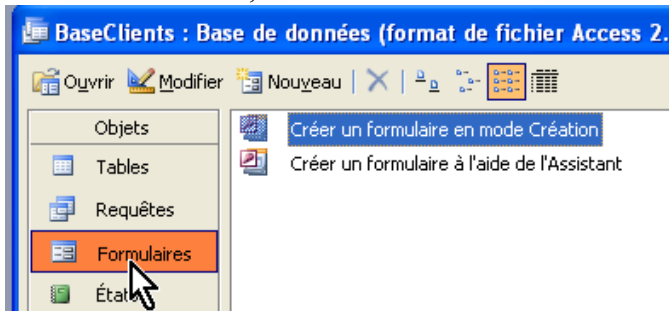 BaseClients : Base de données (format de fichier Access 2.
Ouvrir Modifier Nouveau
Objets
Créer un formulaire en mode Création
Tables
Créer un formulaire à l'aide de l'Assistant
Requêtes
Formulaires